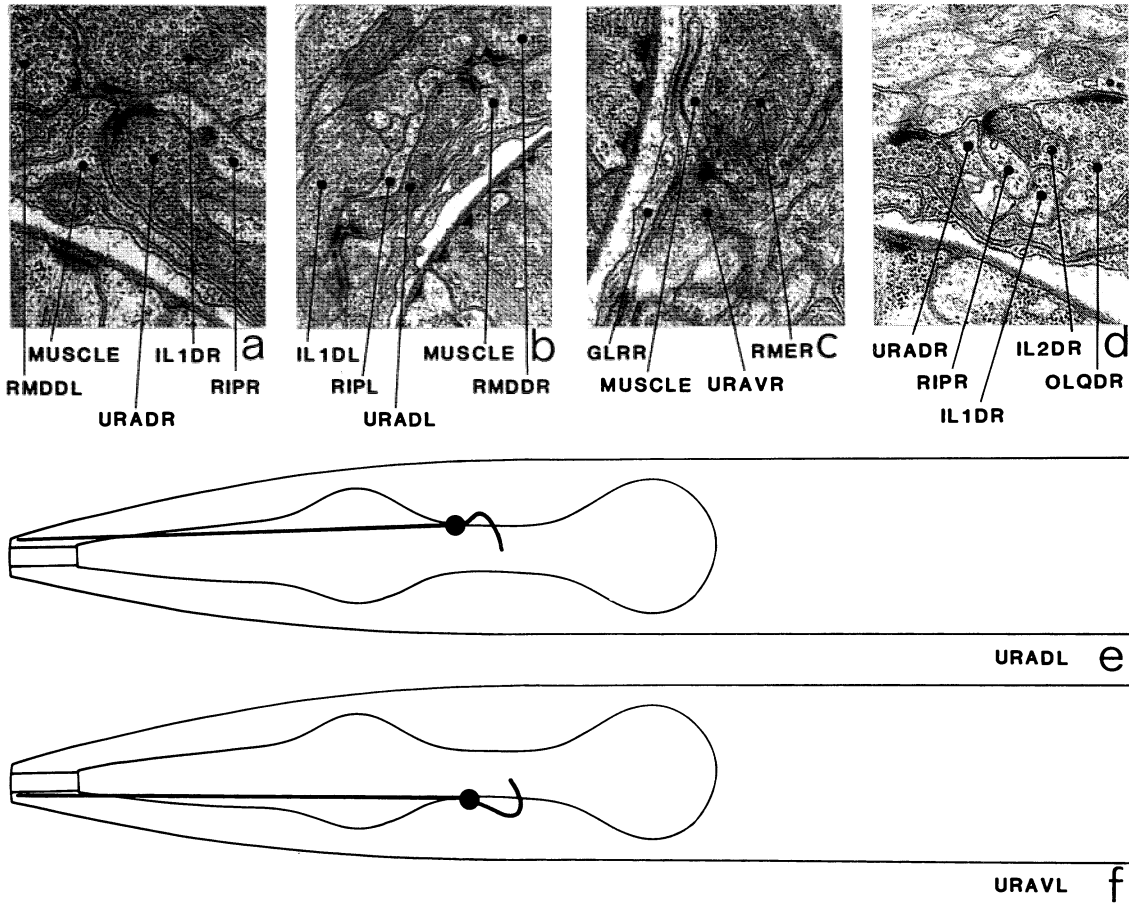 MUSCLE IL1DR a
RMDDL RIPR
URADR
IL1DL MUSCLE b
RIPL RMDDR
URADL
GLRR RMER c
MUSCLE URAVR
URADR IL2DR d
RIPR OLQDR
IL1DR
URADL e
URAVL f